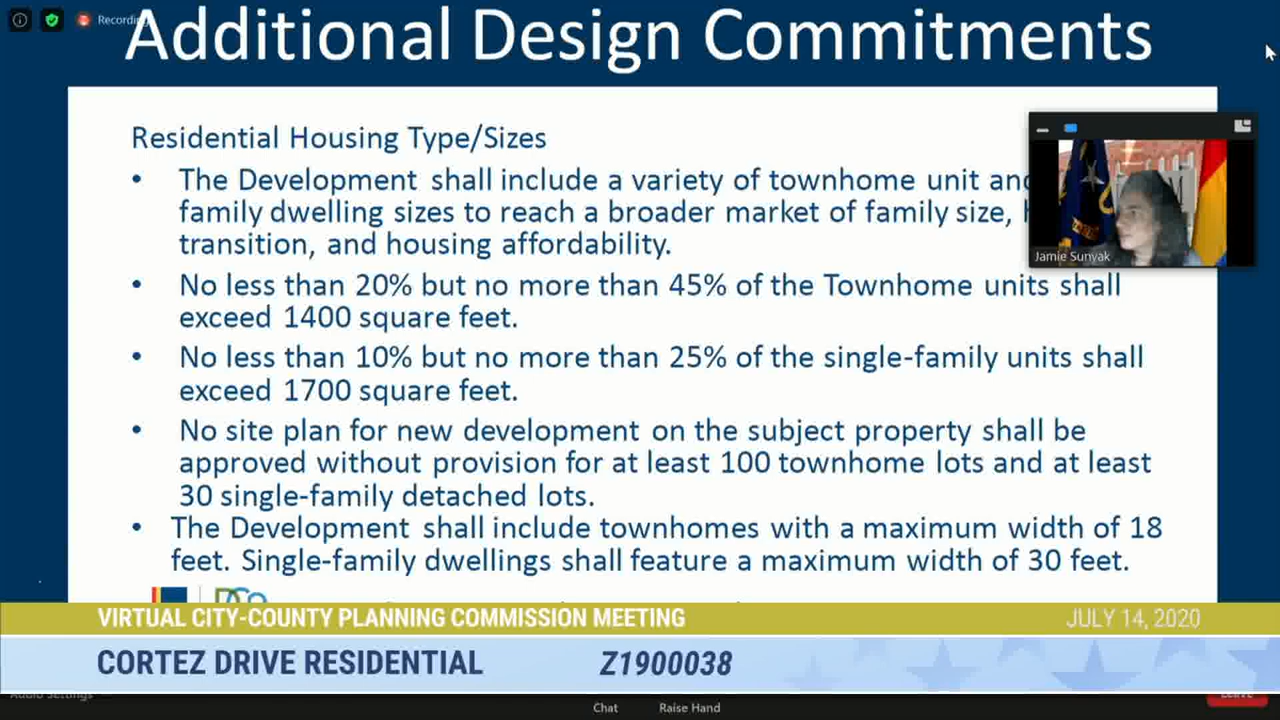 Additional Design Commitments
Residential Housing Type/Sizes
• The Development shall include a variety of townhome unit and
family dwelling sizes to reach a broader market of family size,
transition, and housing affordability.
• No less than 20% but no more than 45% of the Townhome units shall
exceed 1400 square feet.
• No less than 10% but no more than 25% of the single-family units shall
exceed 1700 square feet.
• No site plan for new development on the subject property shall be
approved without provision for at least 100 townhome lots and at least
30 single-family detached lots.
• The Development shall include townhomes with a maximum width of 18
feet. Single-family dwellings shall feature a maximum width of 30 feet.
Jamie Sunyak
VIRTUAL CITY-COUNTY PLANNING COMMISSION MEETING JULY 14, 2020
CORTEZ DRIVE RESIDENTIAL Z1900038
Audio Settings
Leave
Chat Raise Hand